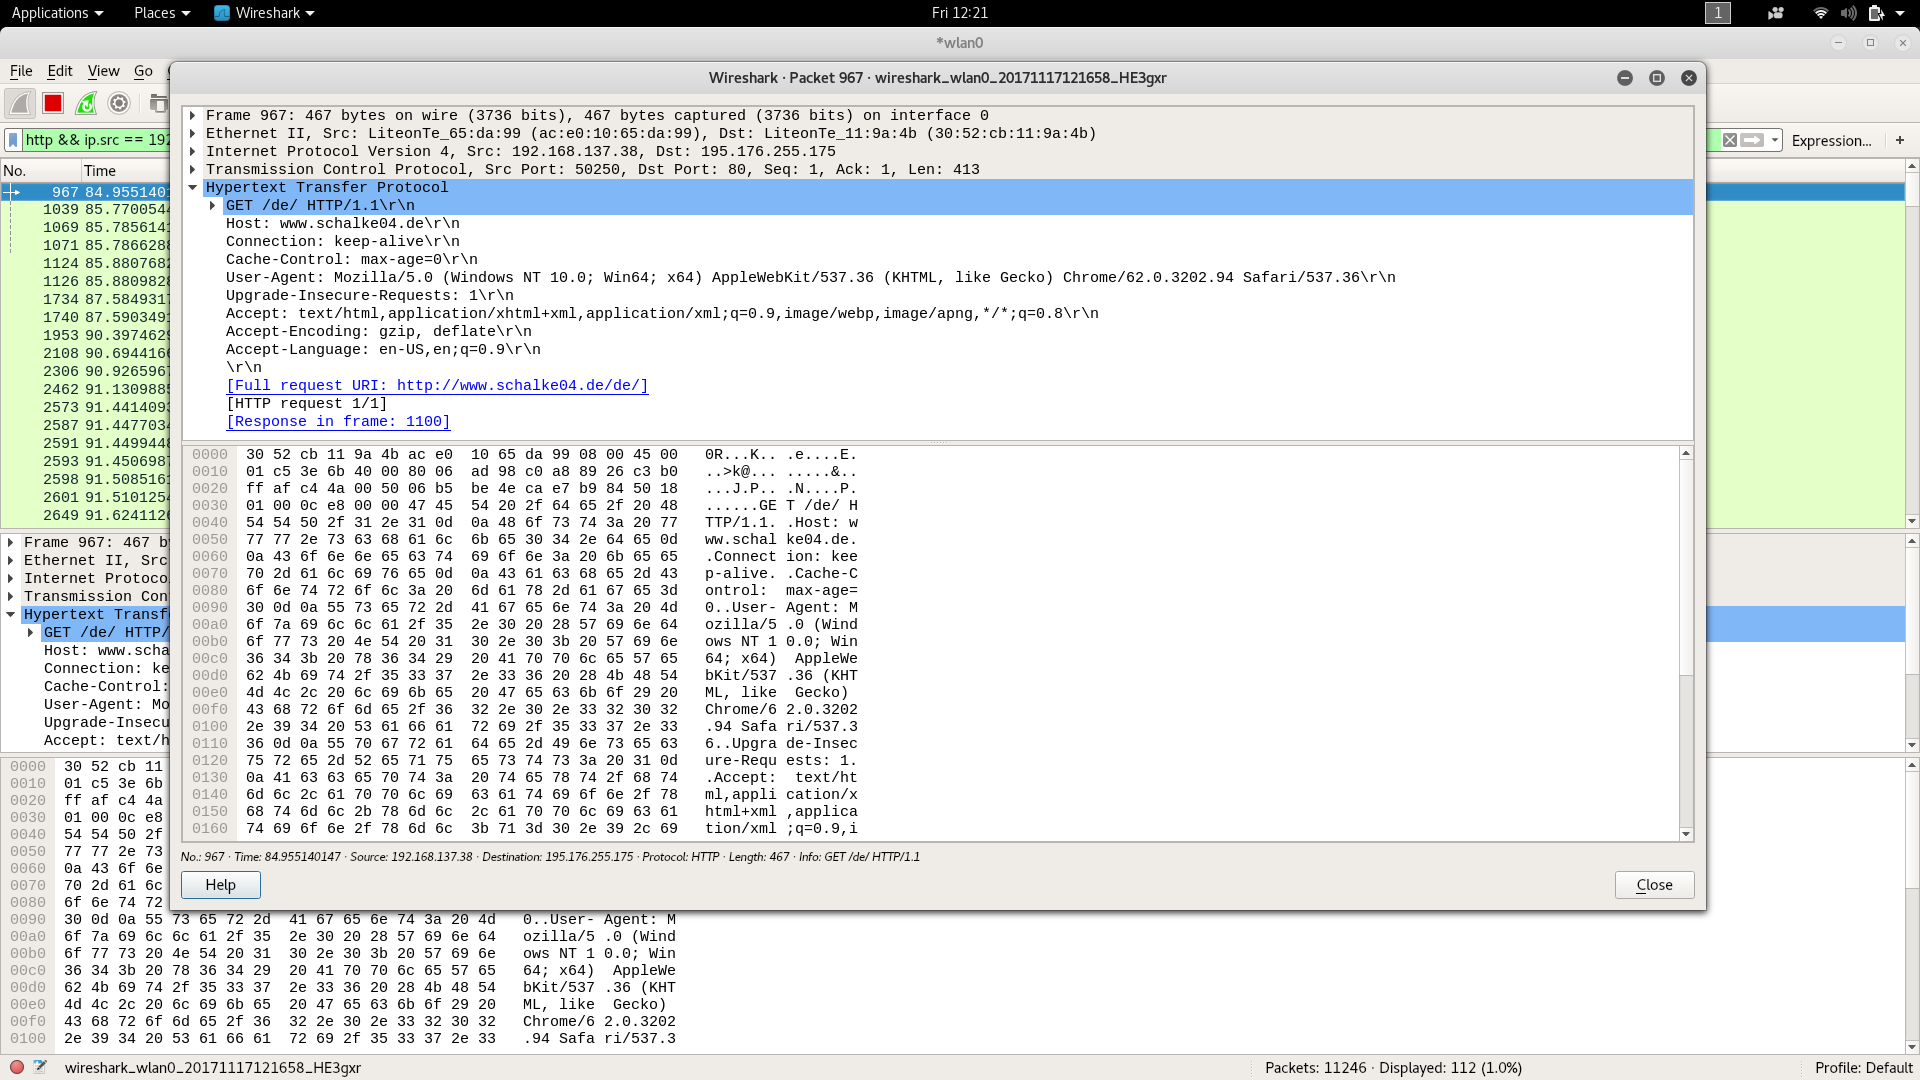 Applications Places Wireshark Fri 12:21 1
*wlan0
File Edit View Go
Wireshark · Packet 967 · wireshark_wlan0_20171117121658_HE3gxr
http && ip.src == 192 Expression... +
No. Time
967 84.9551401
1039 85.7700544
1069 85.7856141
1071 85.7866288
1124 85.8807682
1126 85.8809828
1734 87.5849317
1740 87.5903491
1953 90.3974629
2108 90.6944166
2306 90.9265967
2462 91.1309885
2573 91.4414093
2587 91.4477034
2591 91.4499448
2593 91.4506987
2598 91.5085161
2601 91.5101254
2649 91.6241126
Frame 967: 467 bytes on wire (3736 bits), 467 bytes captured (3736 bits) on interface 0
Ethernet II, Src: LiteonTe_65:da:99 (ac:e0:10:65:da:99), Dst: LiteonTe_11:9a:4b (30:52:cb:11:9a:4b)
Internet Protocol Version 4, Src: 192.168.137.38, Dst: 195.176.255.175
Transmission Control Protocol, Src Port: 50250, Dst Port: 80, Seq: 1, Ack: 1, Len: 413
Hypertext Transfer Protocol
GET /de/ HTTP/1.1\r\n
Host: www.schalke04.de\r\n
Connection: keep-alive\r\n
Cache-Control: max-age=0\r\n
User-Agent: Mozilla/5.0 (Windows NT 10.0; Win64; x64) AppleWebKit/537.36 (KHTML, like Gecko) Chrome/62.0.3202.94 Safari/537.36\r\n
Upgrade-Insecure-Requests: 1\r\n
Accept: text/html,application/xhtml+xml,application/xml;q=0.9,image/webp,image/apng,*/*;q=0.8\r\n
Accept-Encoding: gzip, deflate\r\n
Accept-Language: en-US,en;q=0.9\r\n
\r\n
[Full request URI: http://www.schalke04.de/de/]
[HTTP request 1/1]
[Response in frame: 1100]
0000 30 52 cb 11 9a 4b ac e0 10 65 da 99 08 00 45 00 0R...K.. .e....E.
0010 01 c5 3e 6b 40 00 80 06 ad 98 c0 a8 89 26 c3 b0 ..>k@... .....&..
0020 ff af c4 4a 00 50 06 b5 be 4e ca e7 b9 84 50 18 ...J.P.. .N....P.
0030 01 00 0c e8 00 00 47 45 54 20 2f 64 65 2f 20 48 ......GE T /de/ H
0040 54 54 50 2f 31 2e 31 0d 0a 48 6f 73 74 3a 20 77 TTP/1.1. .Host: w
0050 77 77 2e 73 63 68 61 6c 6b 65 30 34 2e 64 65 0d ww.schal ke04.de.
0060 0a 43 6f 6e 6e 65 63 74 69 6f 6e 3a 20 6b 65 65 .Connect ion: kee
0070 70 2d 61 6c 69 76 65 0d 0a 43 61 63 68 65 2d 43 p-alive. .Cache-C
0080 6f 6e 74 72 6f 6c 3a 20 6d 61 78 2d 61 67 65 3d ontrol: max-age=
0090 30 0d 0a 55 73 65 72 2d 41 67 65 6e 74 3a 20 4d 0..User- Agent: M
00a0 6f 7a 69 6c 6c 61 2f 35 2e 30 20 28 57 69 6e 64 ozilla/5 .0 (Wind
00b0 6f 77 73 20 4e 54 20 31 30 2e 30 3b 20 57 69 6e ows NT 1 0.0; Win
00c0 36 34 3b 20 78 36 34 29 20 41 70 70 6c 65 57 65 64; x64) AppleWe
00d0 62 4b 69 74 2f 35 33 37 2e 33 36 20 28 4b 48 54 bKit/537 .36 (KHT
00e0 4d 4c 2c 20 6c 69 6b 65 20 47 65 63 6b 6f 29 20 ML, like Gecko)
00f0 43 68 72 6f 6d 65 2f 36 32 2e 30 2e 33 32 30 32 Chrome/6 2.0.3202
0100 2e 39 34 20 53 61 66 61 72 69 2f 35 33 37 2e 33 .94 Safa ri/537.3
0110 36 0d 0a 55 70 67 72 61 64 65 2d 49 6e 73 65 63 6..Upgra de-Insec
0120 75 72 65 2d 52 65 71 75 65 73 74 73 3a 20 31 0d ure-Requ ests: 1.
0130 0a 41 63 63 65 70 74 3a 20 74 65 78 74 2f 68 74 .Accept: text/ht
0140 6d 6c 2c 61 70 70 6c 69 63 61 74 69 6f 6e 2f 78 ml,appli cation/x
0150 68 74 6d 6c 2b 78 6d 6c 2c 61 70 70 6c 69 63 61 html+xml ,applica
0160 74 69 6f 6e 2f 78 6d 6c 3b 71 3d 30 2e 39 2c 69 tion/xml ;q=0.9,i
No.: 967 · Time: 84.955140147 · Source: 192.168.137.38 · Destination: 195.176.255.175 · Protocol: HTTP · Length: 467 · Info: GET /de/ HTTP/1.1
Help Close
Frame 967: 467 b
Ethernet II, Src
Internet Protoco
Transmission Con
Hypertext Transf
GET /de/ HTTP/
Host: www.scha
Connection: ke
Cache-Control:
User-Agent: Mo
Upgrade-Insecu
Accept: text/h
0000 30 52 cb 11
0010 01 c5 3e 6b
0020 ff af c4 4a
0030 01 00 0c e8
0040 54 54 50 2f
0050 77 77 2e 73
0060 0a 43 6f 6e
0070 70 2d 61 6c
0080 6f 6e 74 72
0090 30 0d 0a 55 73 65 72 2d 41 67 65 6e 74 3a 20 4d 0..User- Agent: M
00a0 6f 7a 69 6c 6c 61 2f 35 2e 30 20 28 57 69 6e 64 ozilla/5 .0 (Wind
00b0 6f 77 73 20 4e 54 20 31 30 2e 30 3b 20 57 69 6e ows NT 1 0.0; Win
00c0 36 34 3b 20 78 36 34 29 20 41 70 70 6c 65 57 65 64; x64) AppleWe
00d0 62 4b 69 74 2f 35 33 37 2e 33 36 20 28 4b 48 54 bKit/537 .36 (KHT
00e0 4d 4c 2c 20 6c 69 6b 65 20 47 65 63 6b 6f 29 20 ML, like Gecko)
00f0 43 68 72 6f 6d 65 2f 36 32 2e 30 2e 33 32 30 32 Chrome/6 2.0.3202
0100 2e 39 34 20 53 61 66 61 72 69 2f 35 33 37 2e 33 .94 Safa ri/537.3
wireshark_wlan0_20171117121658_HE3gxr Packets: 11246 · Displayed: 112 (1.0%) Profile: Default